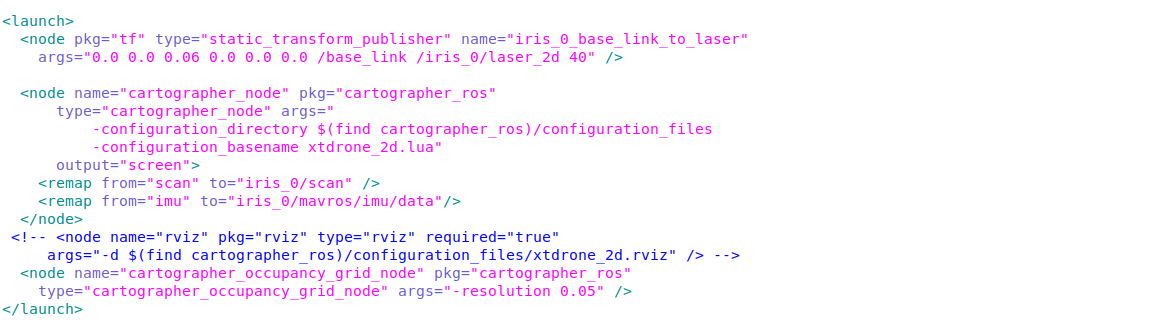 <launch>
  <node pkg="tf" type="static_transform_publisher" name="iris_0_base_link_to_laser"
    args="0.0 0.0 0.06 0.0 0.0 0.0 /base_link /iris_0/laser_2d 40" />

  <node name="cartographer_node" pkg="cartographer_ros"
      type="cartographer_node" args="
          -configuration_directory $(find cartographer_ros)/configuration_files
          -configuration_basename xtdrone_2d.lua"
      output="screen">
    <remap from="scan" to="iris_0/scan" />
    <remap from="imu" to="iris_0/mavros/imu/data"/>
  </node>
 <!-- <node name="rviz" pkg="rviz" type="rviz" required="true"
     args="-d $(find cartographer_ros)/configuration_files/xtdrone_2d.rviz" /> -->
  <node name="cartographer_occupancy_grid_node" pkg="cartographer_ros"
    type="cartographer_occupancy_grid_node" args="-resolution 0.05" />
</launch>